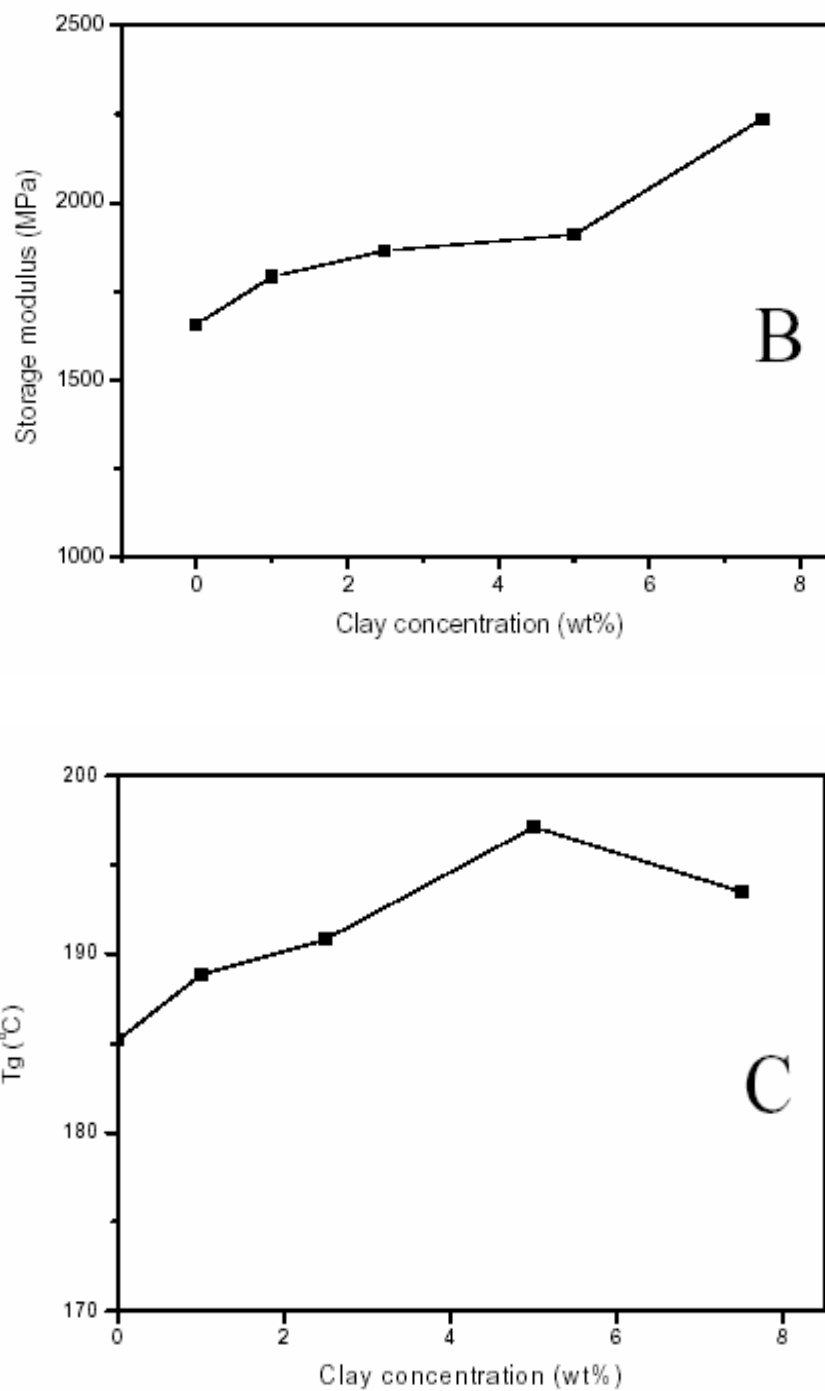 2500
2000
1500
1000
Storage modulus (MPa)
B
0 2 4 6 8
Clay concentration (wt%)
200
190
180
170
Tg (°C)
C
0 2 4 6 8
Clay concentration (wt%)